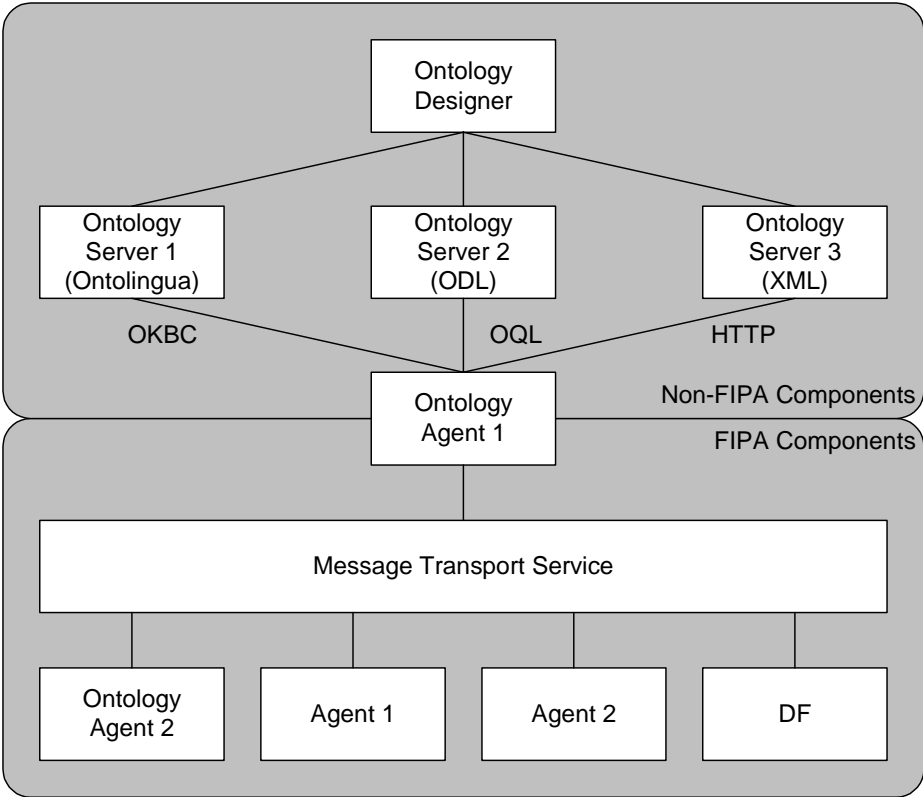 Ontology
Designer
Ontology
Server 1
(Ontolingua)
Ontology
Server 2
(ODL)
Ontology
Server 3
(XML)
OKBC
OQL
HTTP
Ontology
Agent 1
Non-FIPA Components
FIPA Components
Message Transport Service
Ontology
Agent 2
Agent 1
Agent 2
DF